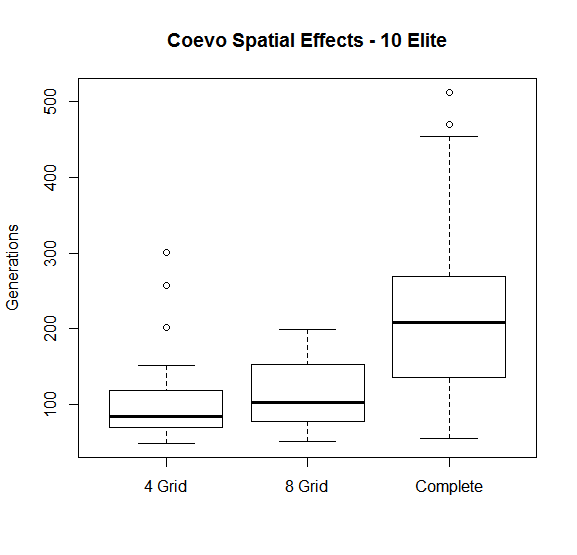 Coevo Spatial Effects - 10 Elite
Generations
500
400
300
200
100
4 Grid
8 Grid
Complete